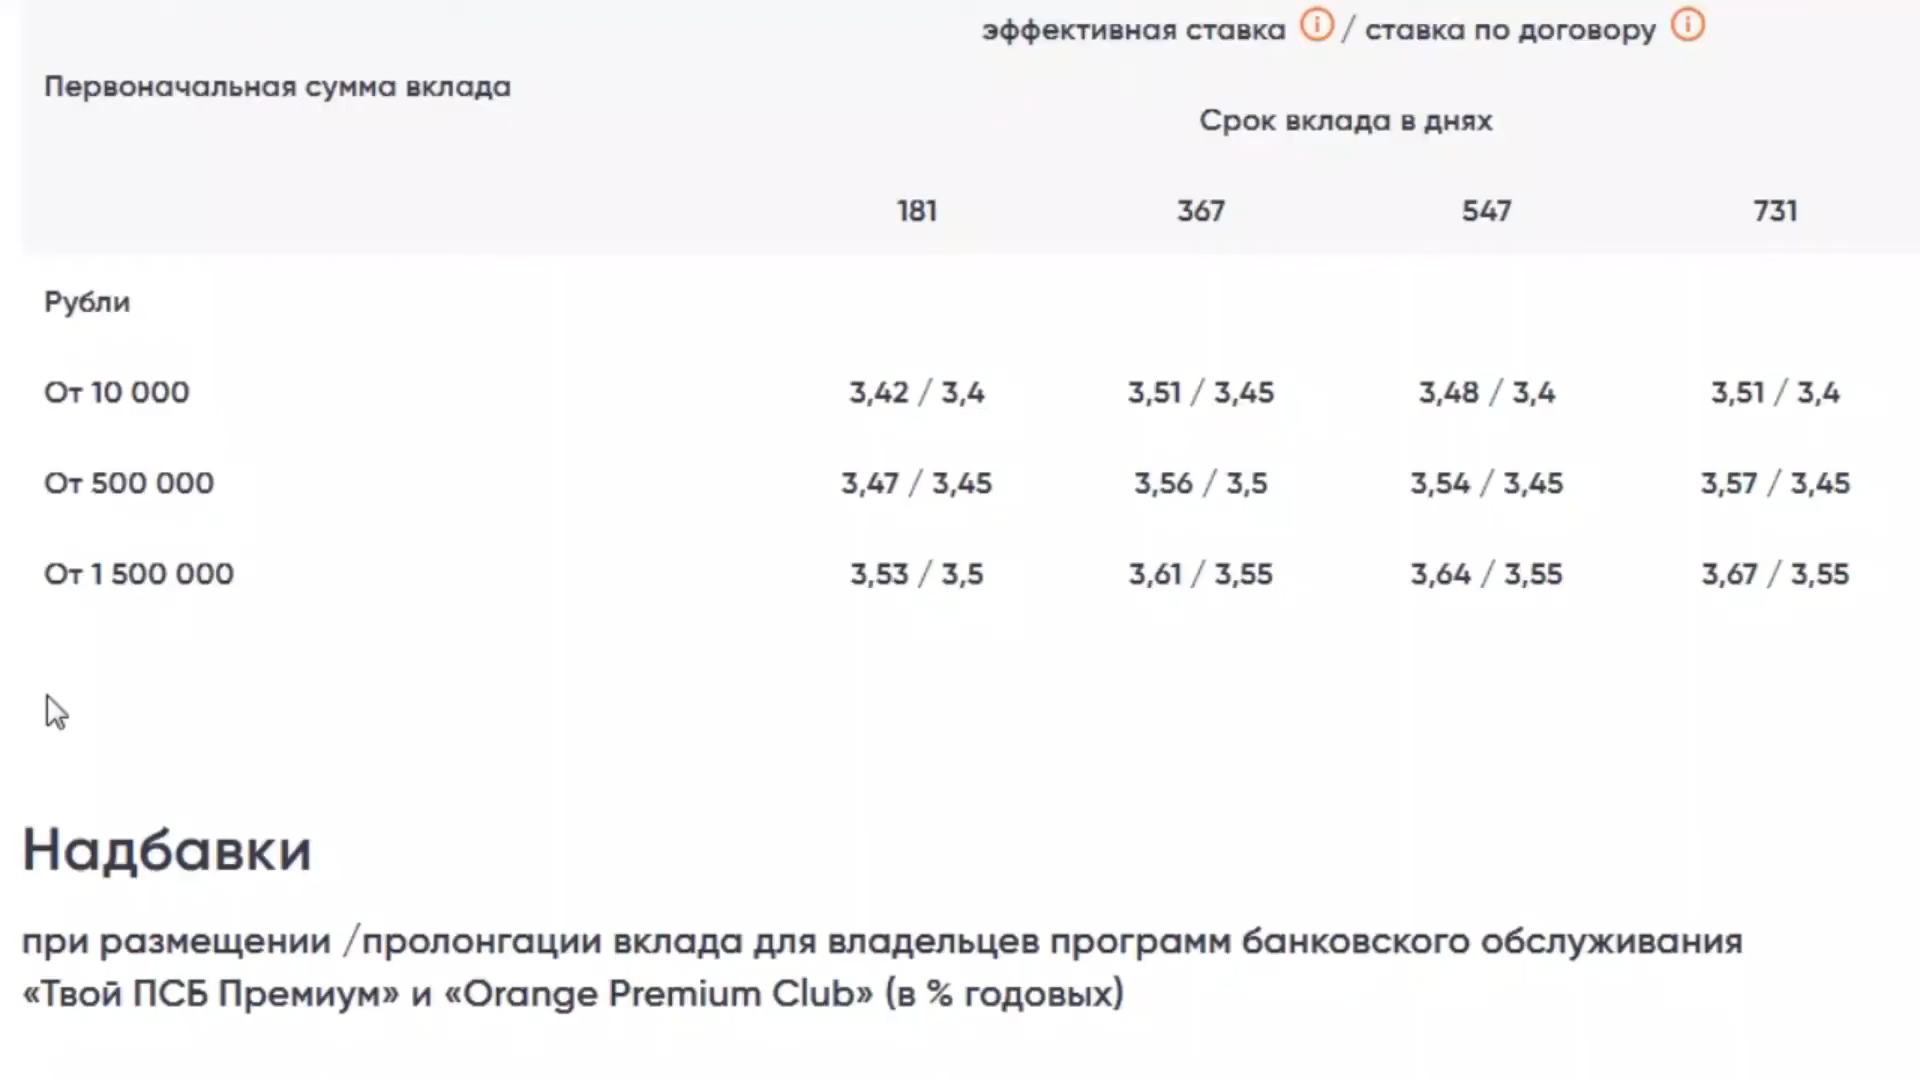 эффективная ставка / ставка по договору
Первоначальная сумма вклада
Срок вклада в днях
181 367 547 731
Рубли
От 10 000 3,42 / 3,4 3,51 / 3,45 3,48 / 3,4 3,51 / 3,4
От 500 000 3,47 / 3,45 3,56 / 3,5 3,54 / 3,45 3,57 / 3,45
От 1 500 000 3,53 / 3,5 3,61 / 3,55 3,64 / 3,55 3,67 / 3,55
Надбавки
при размещении /пролонгации вклада для владельцев программ банковского обслуживания
«Твой ПСБ Премиум» и «Orange Premium Club» (в % годовых)